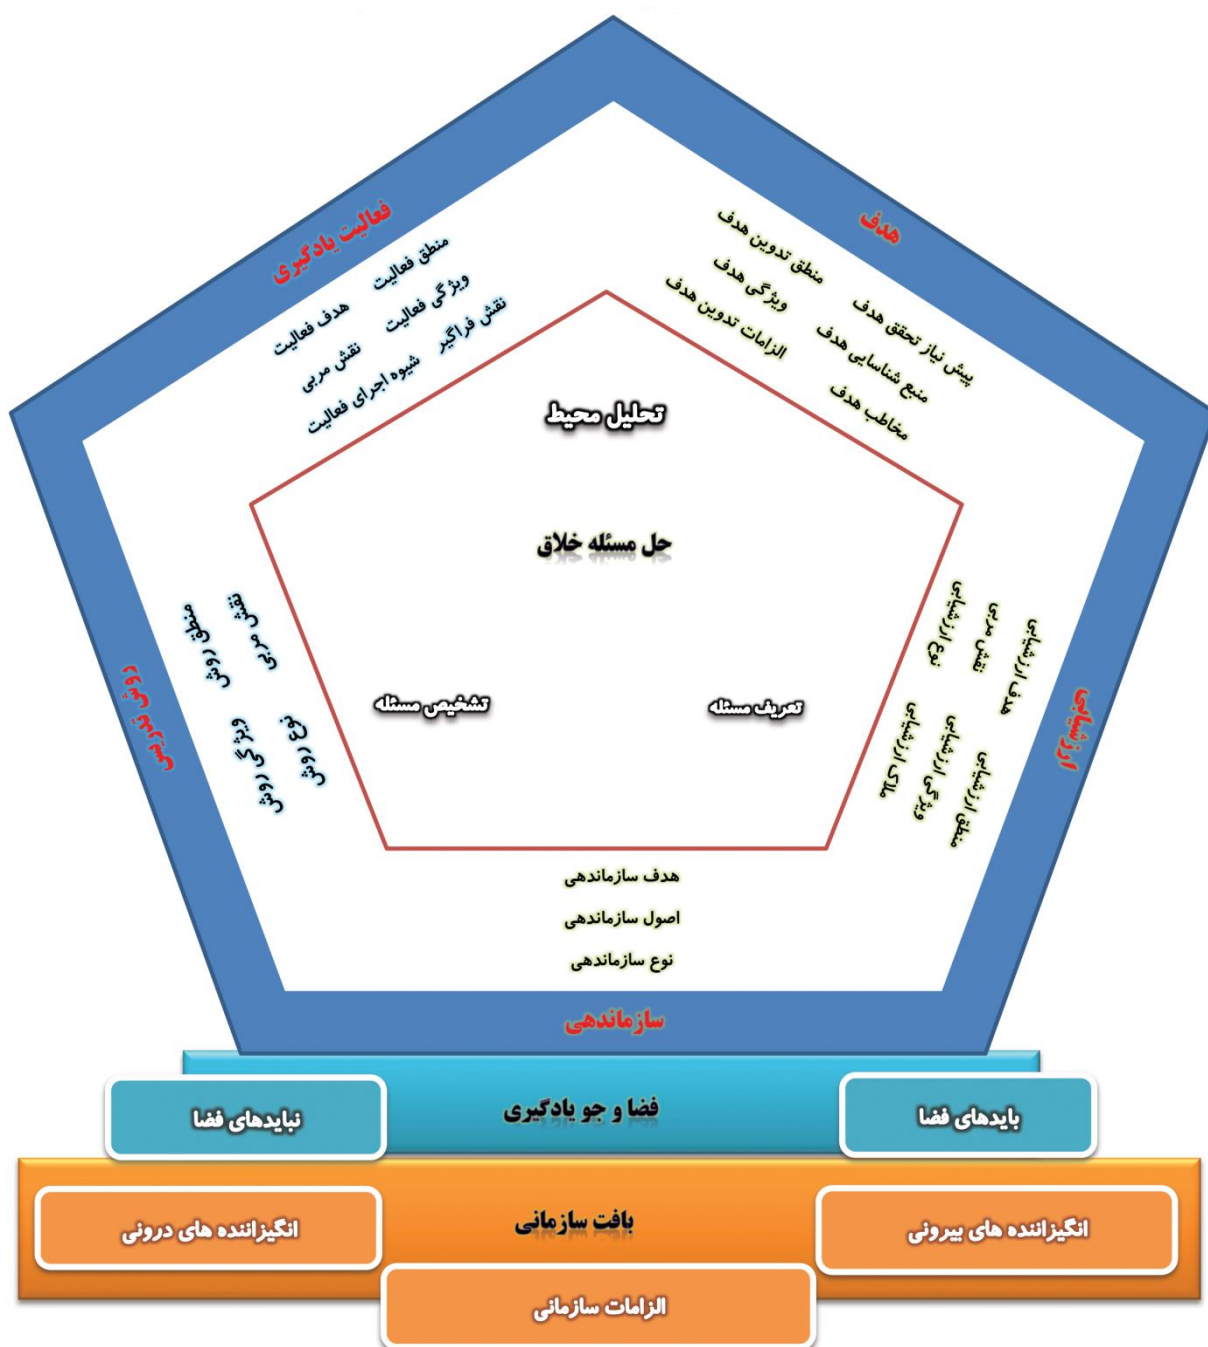 هدف
منطق تدوین هدف
پیش نیاز تحقق هدف
ویژگی هدف
منبع شناسایی هدف
الزامات تدوین هدف
مخاطب هدف
فعالیت یادگیری
منطق فعالیت
هدف فعالیت
ویژگی فعالیت
نقش مربی
نقش فراگیر
شیوه اجرای فعالیت
تحلیل محیط
حل مسئله خلاق
تعریف مسئله
تشخیص مسئله
ارزشیابی
هدف ارزشیابی
منطق ارزشیابی
نقش مربی
ویژگی ارزشیابی
نوع ارزشیابی
ملاک ارزشیابی
روش تدریس
منطق روش
ویژگی روش
نقش مربی
نوع روش
هدف سازماندهی
اصول سازماندهی
نوع سازماندهی
سازماندهی
بایدهای فضا
فضا و جو یادگیری
نبایدهای فضا
انگیزاننده های بیرونی
بافت سازمانی
انگیزاننده های درونی
الزامات سازمانی